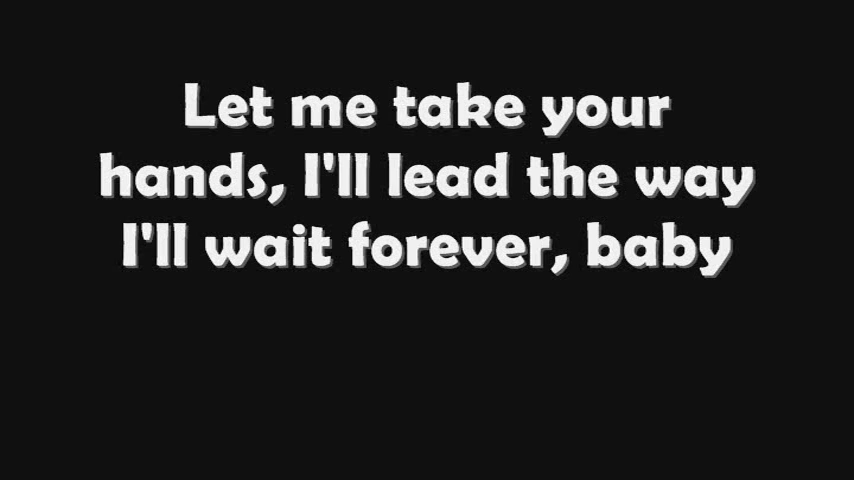 Let me take your
hands, I'll lead the way
I'll wait forever, baby